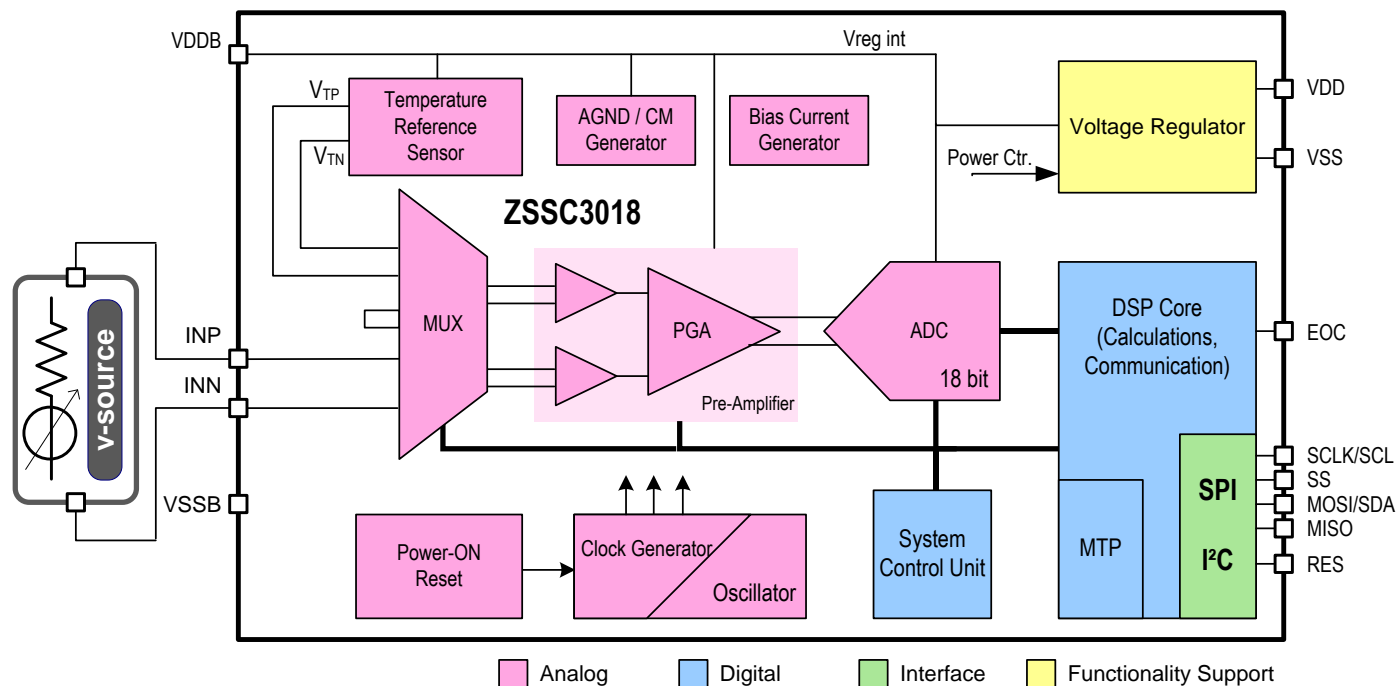 VDDB
Vreg int
VTP
VTN
Temperature
Reference
Sensor
AGND / CM
Generator
Bias Current
Generator
Voltage Regulator
Power Ctr.
VDD
VSS
ZSSC3018
v-source
INP
INN
VSSB
MUX
PGA
Pre-Amplifier
ADC
18 bit
DSP Core
(Calculations,
Communication)
EOC
SCLK/SCL
SS
MOSI/SDA
MISO
RES
SPI
I²C
MTP
System
Control Unit
Power-ON
Reset
Clock Generator
Oscillator
Analog
Digital
Interface
Functionality Support